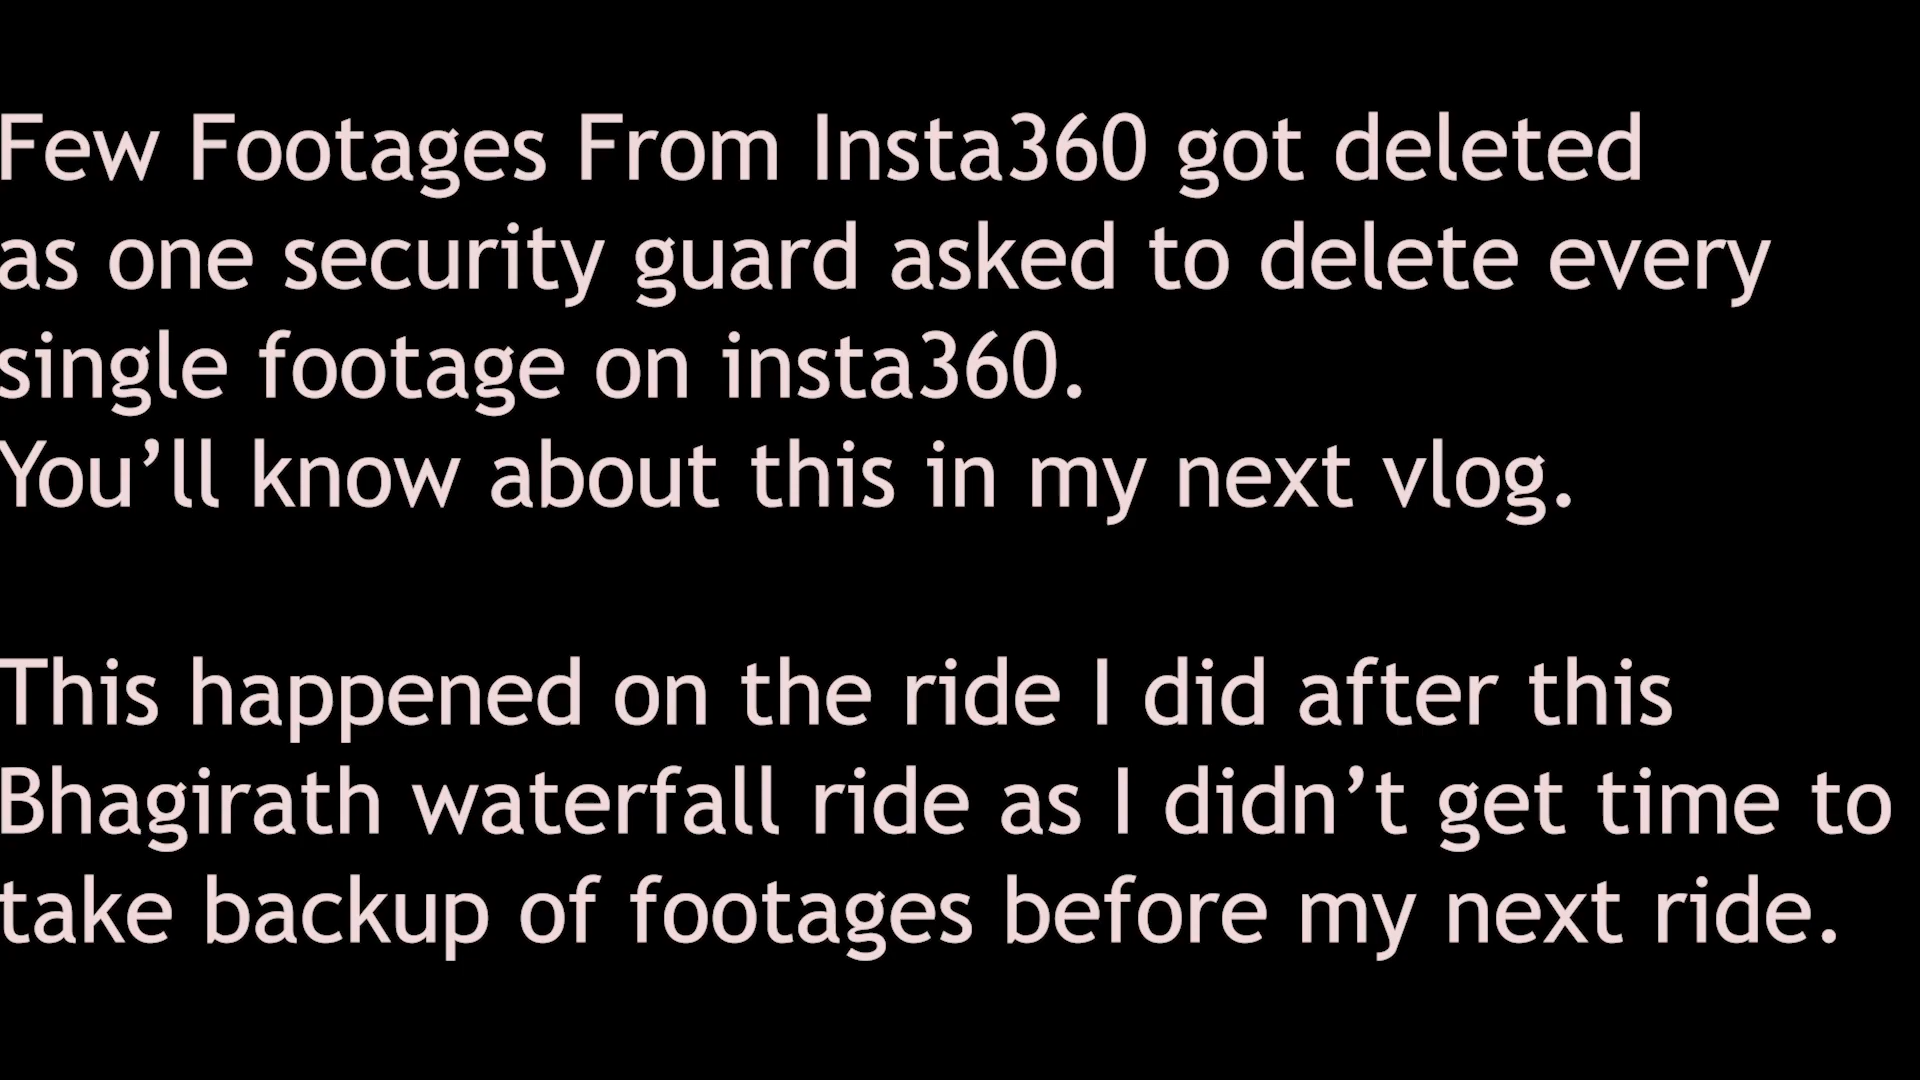 Few Footages From Insta360 got deleted
as one security guard asked to delete every
single footage on insta360.
You’ll know about this in my next vlog.
This happened on the ride I did after this
Bhagirath waterfall ride as I didn’t get time to
take backup of footages before my next ride.